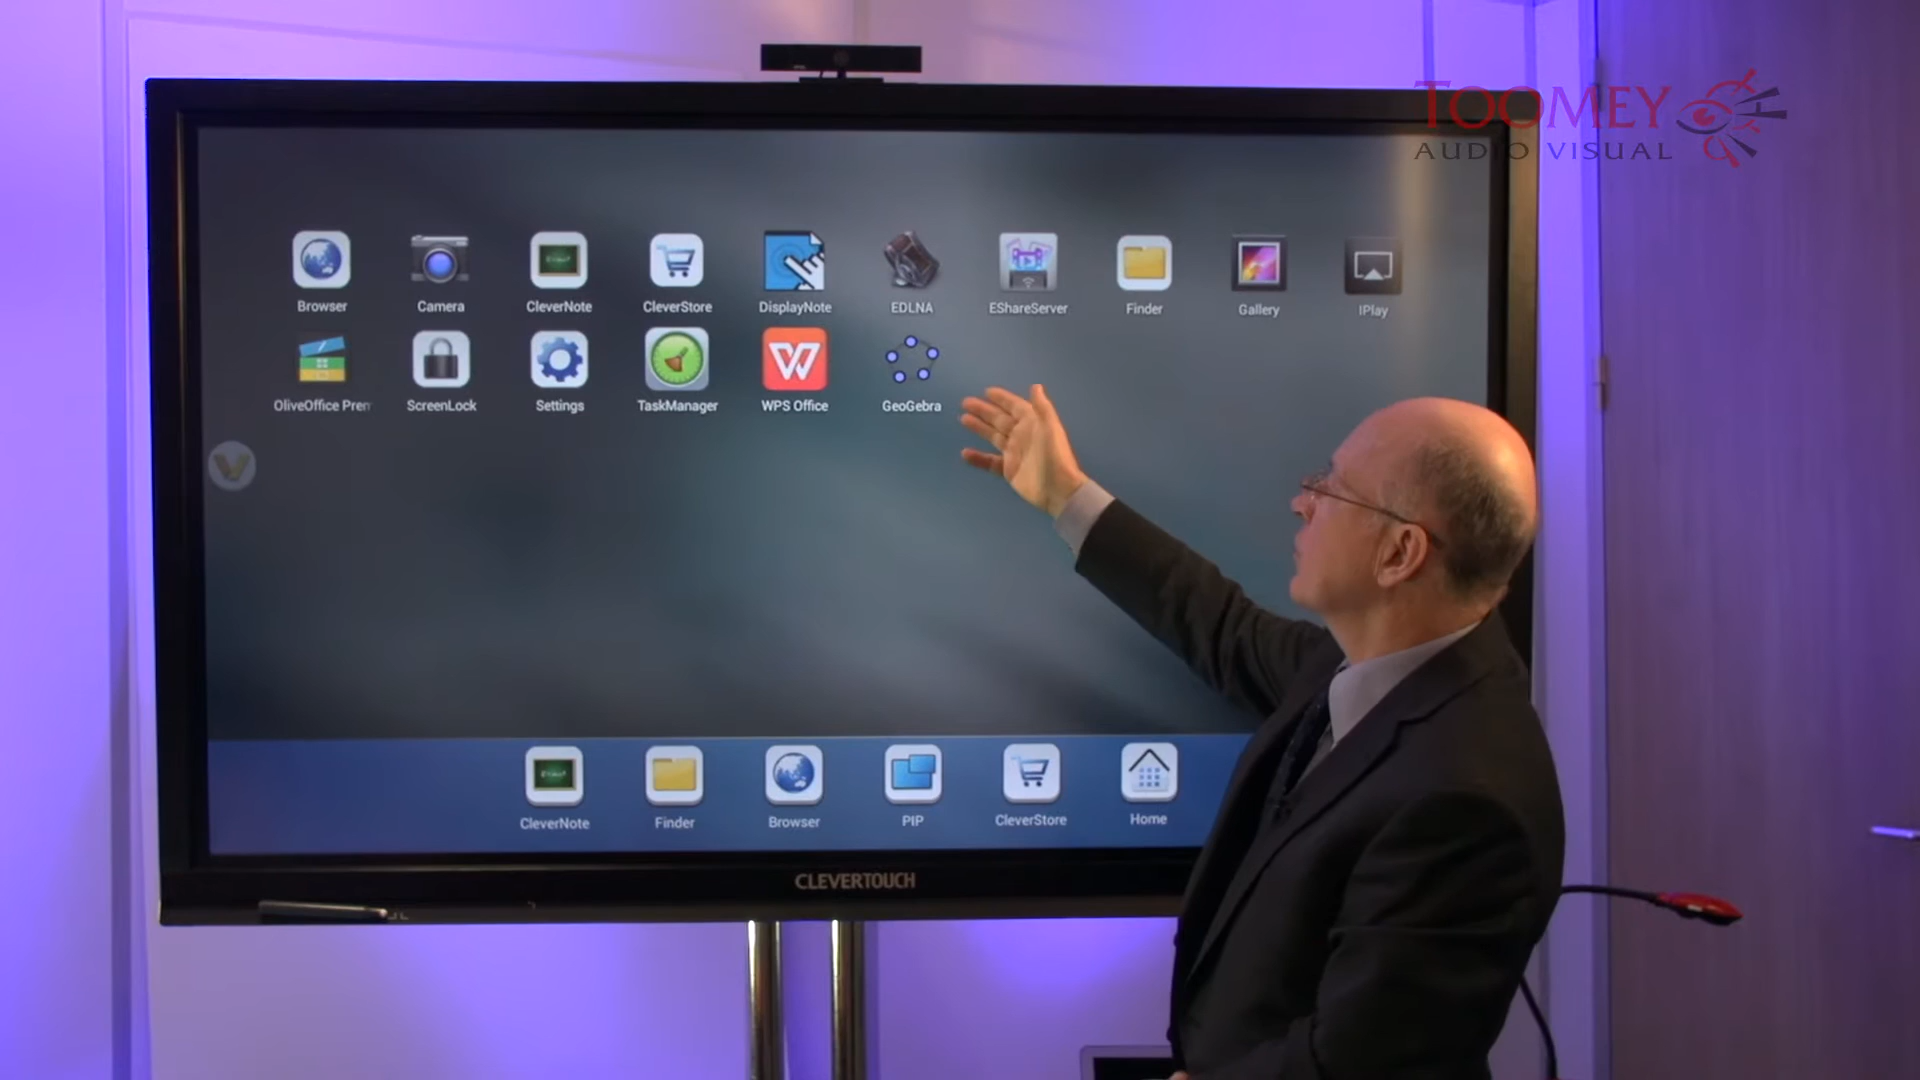 TOOMEY
AUDIO VISUAL
Browser
Camera
CleverNote
CleverStore
DisplayNote
EDLNA
EShareServer
Finder
Gallery
IPlay
OliveOffice Prem
ScreenLock
Settings
TaskManager
WPS Office
GeoGebra
CleverNote
Finder
Browser
PIP
CleverStore
Home
CLEVERTOUCH